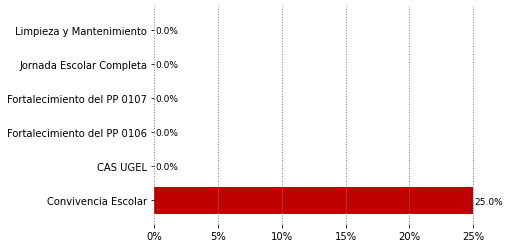 Limpieza y Mantenimiento 0.0%
Jornada Escolar Completa 0.0%
Fortalecimiento del PP 0107 0.0%
Fortalecimiento del PP 0106 0.0%
CAS UGEL 0.0%
Convivencia Escolar 25.0%
0% 5% 10% 15% 20% 25%